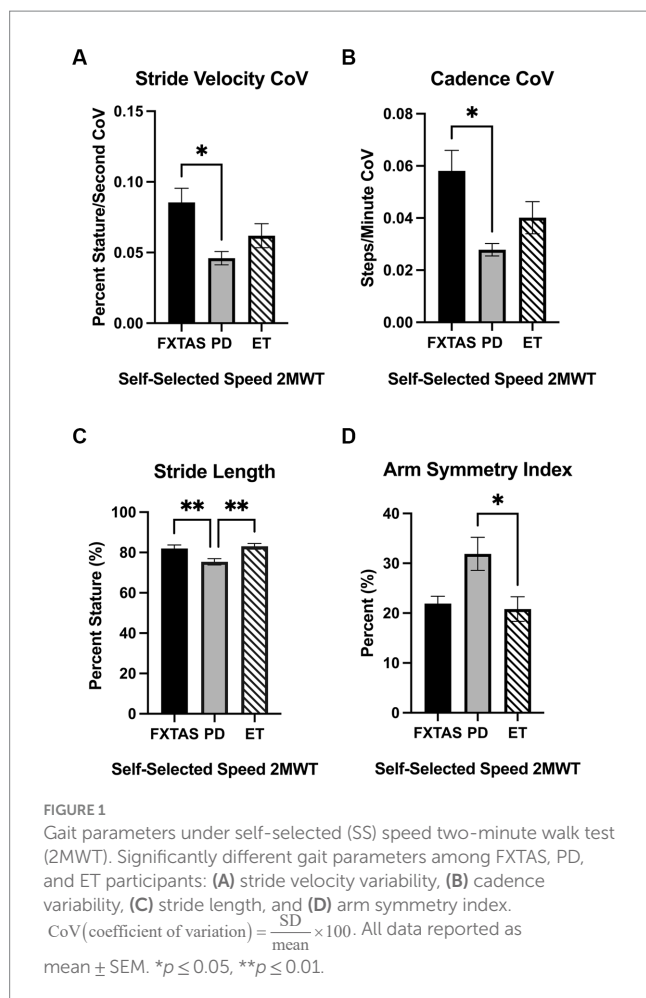 A
Stride Velocity CoV
Percent Stature/Second CoV
0.15
0.10
0.05
0.00
*
FXTAS PD ET
Self-Selected Speed 2MWT
B
Cadence CoV
Steps/Minute CoV
0.08
0.06
0.04
0.02
0.00
*
FXTAS PD ET
Self-Selected Speed 2MWT
C
Stride Length
Percent Stature (%)
100
80
60
40
20
0
** **
FXTAS PD ET
Self-Selected Speed 2MWT
D
Arm Symmetry Index
Percent (%)
40
30
20
10
0
*
FXTAS PD ET
Self-Selected Speed 2MWT
FIGURE 1
Gait parameters under self-selected (SS) speed two-minute walk test
(2MWT). Significantly different gait parameters among FXTAS, PD,
and ET participants: (A) stride velocity variability, (B) cadence
variability, (C) stride length, and (D) arm symmetry index.
CoV(coefficient of variation) = SD/mean × 100. All data reported as
mean ± SEM. *p ≤ 0.05, **p ≤ 0.01.